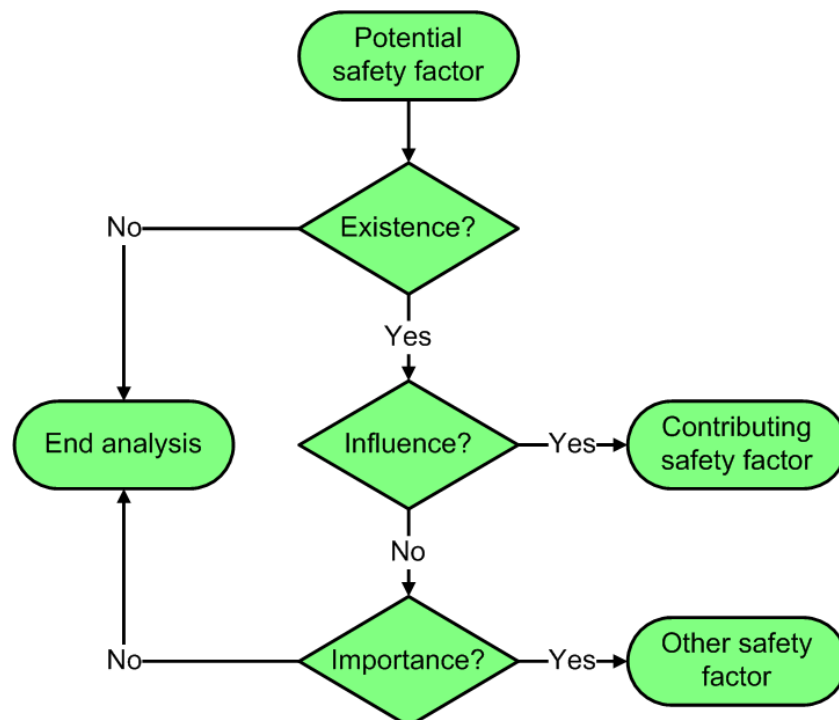 Potential
safety factor
Existence?
No
Yes
End analysis
Influence?
Yes
Contributing
safety factor
No
Importance?
No
Yes
Other safety
factor